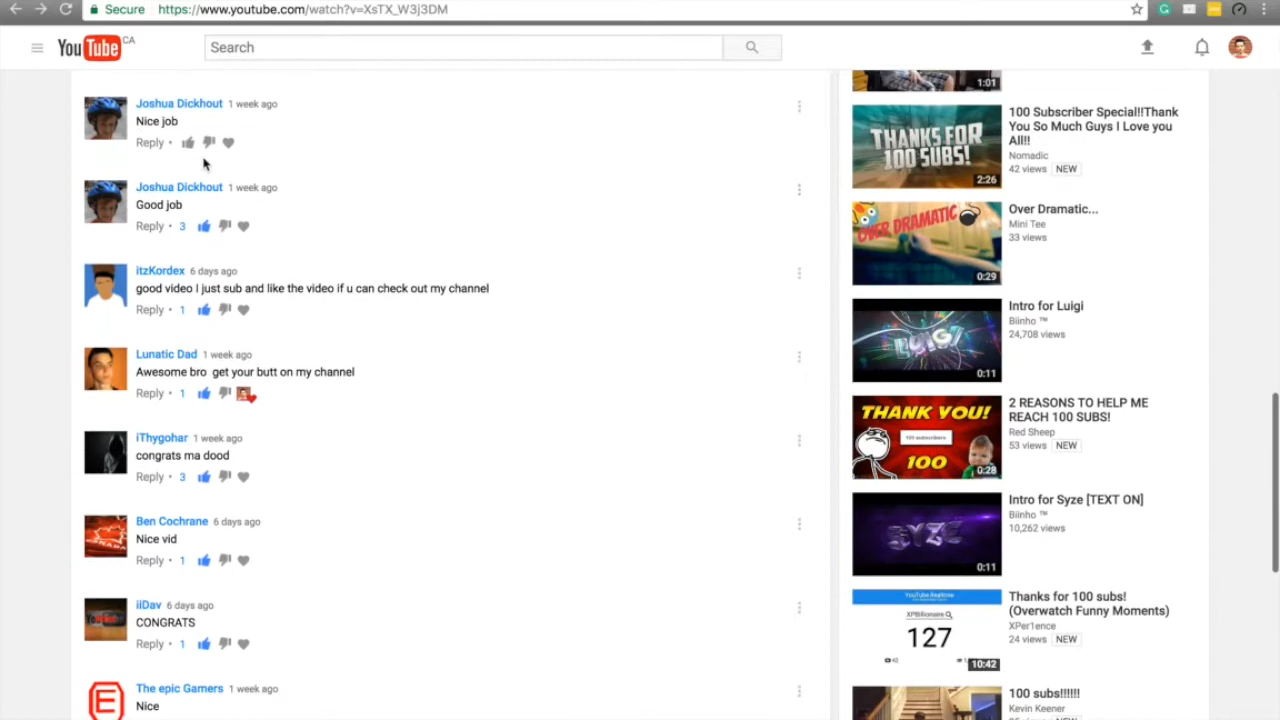 Secure
https://www.youtube.com/watch?v=XsTX_W3j3DM
YouTube CA
Search
Joshua Dickhout 1 week ago
Nice job
Reply •
Joshua Dickhout 1 week ago
Good job
Reply • 3
itzKordex 6 days ago
good video I just sub and like the video if u can check out my channel
Reply • 1
Lunatic Dad 1 week ago
Awesome bro get your butt on my channel
Reply • 1
iThygohar 1 week ago
congrats ma dood
Reply • 3
Ben Cochrane 6 days ago
Nice vid
Reply • 1
iiDav 6 days ago
CONGRATS
Reply • 1
The epic Gamers 1 week ago
Nice
E
1:01
THANKS FOR
100 SUBS!
2:26
100 Subscriber Special!!Thank
You So Much Guys I Love you
All!!
Nomadic
42 views NEW
OVER DRAMATIC
0:29
Over Dramatic...
Mini Tee
33 views
LUIGI
0:11
Intro for Luigi
Biinho ™
24,708 views
THANK YOU!
100 subscribers
100
0:28
2 REASONS TO HELP ME
REACH 100 SUBS!
Red Sheep
53 views NEW
SYZE
0:11
Intro for Syze [TEXT ON]
Biinho ™
10,262 views
YouTube Realtime
XPBillionaire
127
10:42
Thanks for 100 subs!
(Overwatch Funny Moments)
XPer1ence
24 views NEW
100 subs!!!!!!
Kevin Keener